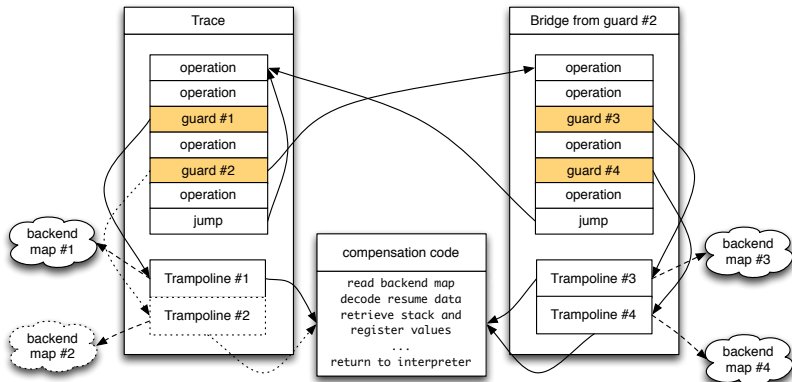 Trace
operation
operation
guard #1
operation
guard #2
operation
jump
Trampoline #1
Trampoline #2
backend
map #1
backend
map #2
compensation code
read backend map
decode resume data
retrieve stack and
register values
...
return to interpreter
Bridge from guard #2
operation
operation
guard #3
operation
guard #4
operation
jump
Trampoline #3
Trampoline #4
backend
map #3
backend
map #4